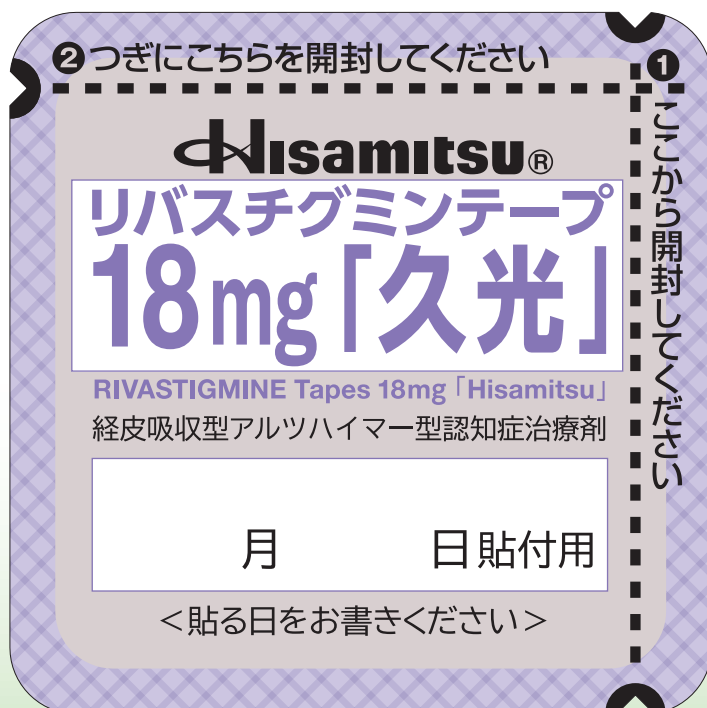 ❷つぎにこちらを開封してください
❶ここから開封してください
Hisamitsu®
リバスチグミンテープ
18mg「久光」
RIVASTIGMINE Tapes 18mg「Hisamitsu」
経皮吸収型アルツハイマー型認知症治療剤
月 日貼付用
＜貼る日をお書きください＞